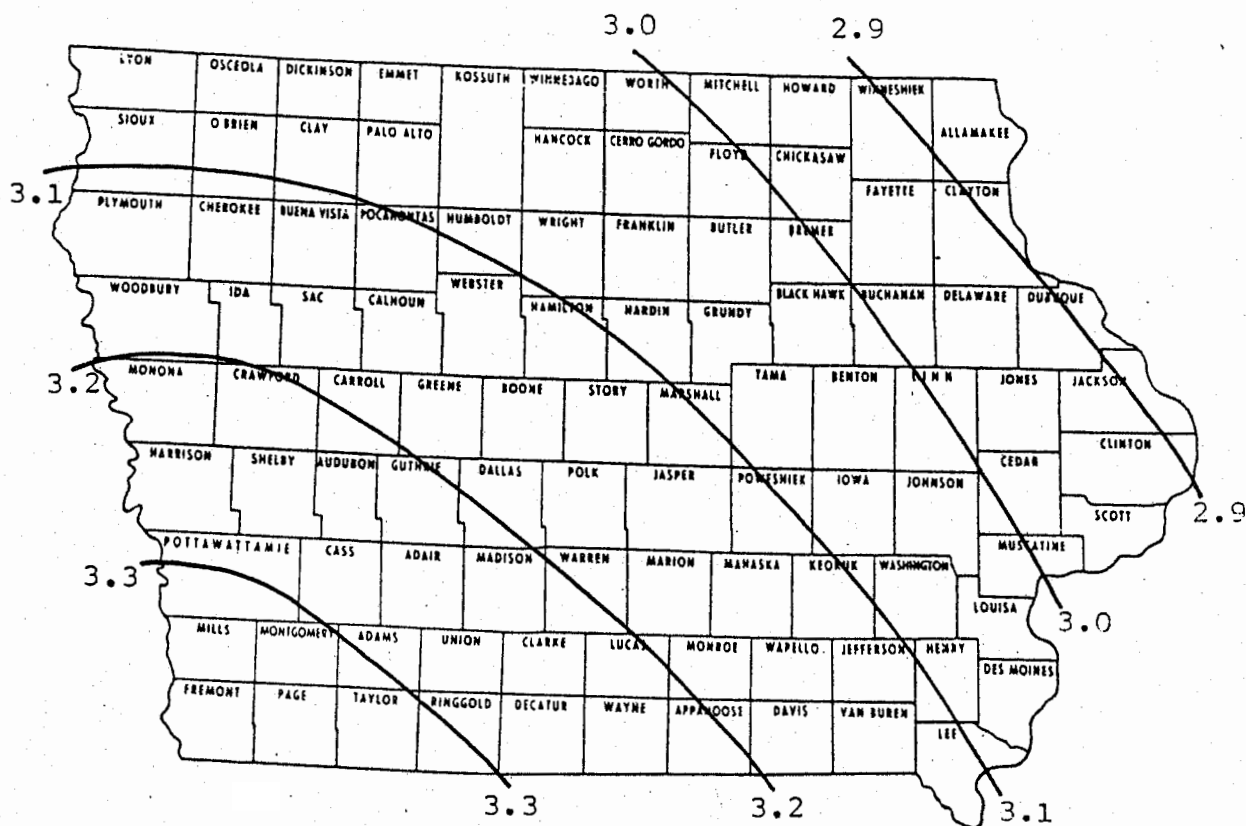 3.0 2.9
LYON OSCEOLA DICKINSON EMMET KOSSUTH WINNEBAGO WORTH MITCHELL HOWARD WINNESHIEK
ALLAMAKEE
SIOUX O BRIEN CLAY PALO ALTO HANCOCK CERRO GORDO FLOYD CHICKASAW
3.1
FAYETTE CLAYTON
PLYMOUTH CHEROKEE BUENA VISTA POCAHONTAS HUMBOLDT WRIGHT FRANKLIN BUTLER BREMER
WOODBURY IDA SAC CALHOUN WEBSTER HAMILTON HARDIN GRUNDY BLACK HAWK BUCHANAN DELAWARE DUBUQUE
3.2
MONONA CRAWFORD CARROLL GREENE BOONE STORY MARSHALL TAMA BENTON LINN JONES JACKSON
CLINTON
HARRISON SHELBY AUDUBON GUTHRIE DALLAS POLK JASPER POWESHIEK IOWA JOHNSON CEDAR
SCOTT 2.9
3.3
POTTAWATTAMIE CASS ADAIR MADISON WARREN MARION MAHASKA KEOKUK WASHINGTON MUSCATINE
LOUISA
3.0
MILLS MONTGOMERY ADAMS UNION CLARKE LUCAS MONROE WAPELLO JEFFERSON HENRY
DES MOINES
FREMONT PAGE TAYLOR RINGGOLD DECATUR WAYNE APPANOOSE DAVIS VAN BUREN
LEE
3.3 3.2 3.1